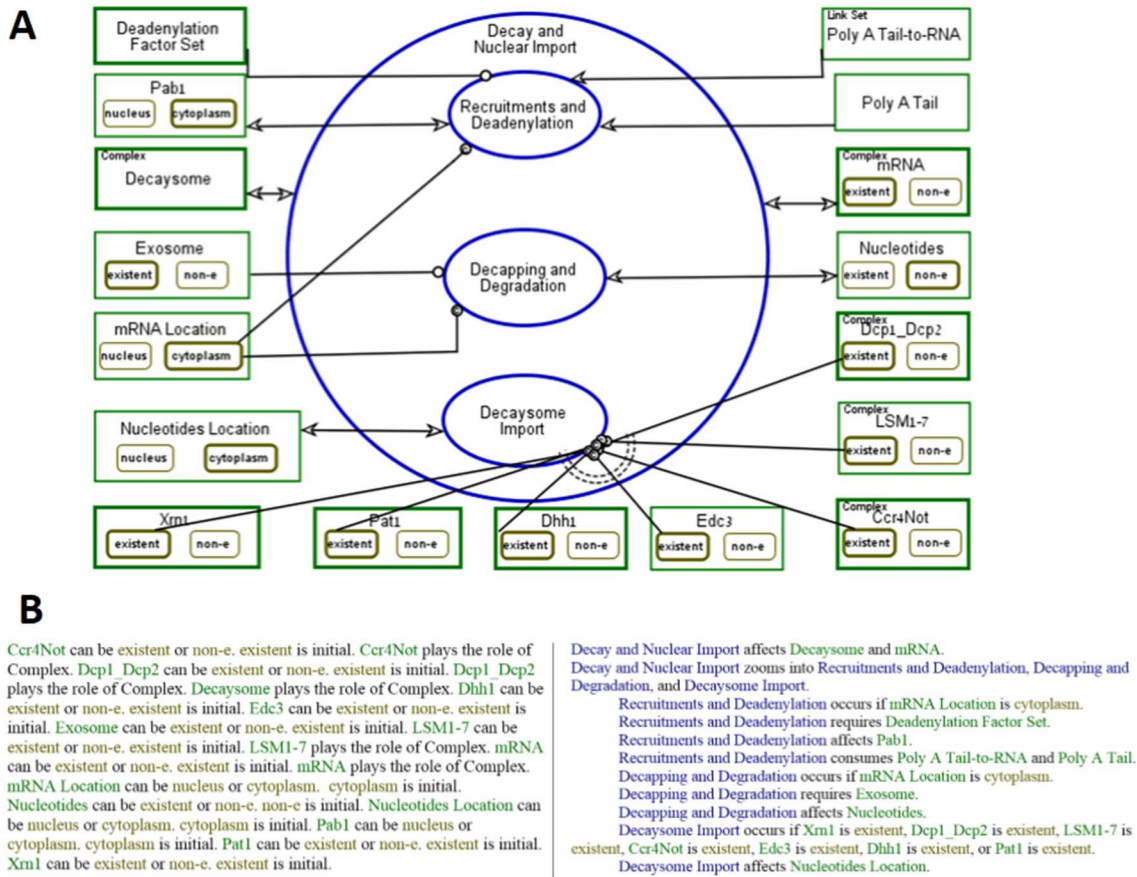 A
Deadenylation
Factor Set
Decay and
Nuclear Import
Link Set
Poly A Tail-to-RNA
Pab1
nucleus cytoplasm
Recruitments and
Deadenylation
Poly A Tail
Complex
Decaysome
Complex
mRNA
existent non-e
Exosome
existent non-e
Decapping and
Degradation
Nucleotides
existent non-e
mRNA Location
nucleus cytoplasm
Complex
Dcp1_Dcp2
existent non-e
Nucleotides Location
nucleus cytoplasm
Decaysome
Import
Complex
LSM1-7
existent non-e
Xrn1
existent non-e
Pat1
existent non-e
Dhh1
existent non-e
Edc3
existent non-e
Complex
Ccr4Not
existent non-e
B
Ccr4Not can be existent or non-e. existent is initial. Ccr4Not plays the role of
Complex. Dcp1_Dcp2 can be existent or non-e. existent is initial. Dcp1_Dcp2
plays the role of Complex. Decaysome plays the role of Complex. Dhh1 can be
existent or non-e. existent is initial. Edc3 can be existent or non-e. existent is
initial. Exosome can be existent or non-e. existent is initial. LSM1-7 can be
existent or non-e. existent is initial. LSM1-7 plays the role of Complex. mRNA
can be existent or non-e. existent is initial. mRNA plays the role of Complex.
mRNA Location can be nucleus or cytoplasm. cytoplasm is initial.
Nucleotides can be existent or non-e. non-e is initial. Nucleotides Location can
be nucleus or cytoplasm. cytoplasm is initial. Pab1 can be nucleus or
cytoplasm. cytoplasm is initial. Pat1 can be existent or non-e. existent is initial.
Xrn1 can be existent or non-e. existent is initial.
Decay and Nuclear Import affects Decaysome and mRNA.
Decay and Nuclear Import zooms into Recruitments and Deadenylation, Decapping and
Degradation, and Decaysome Import.
Recruitments and Deadenylation occurs if mRNA Location is cytoplasm.
Recruitments and Deadenylation requires Deadenylation Factor Set.
Recruitments and Deadenylation affects Pab1.
Recruitments and Deadenylation consumes Poly A Tail-to-RNA and Poly A Tail.
Decapping and Degradation occurs if mRNA Location is cytoplasm.
Decapping and Degradation requires Exosome.
Decapping and Degradation affects Nucleotides.
Decaysome Import occurs if Xrn1 is existent, Dcp1_Dcp2 is existent, LSM1-7 is
existent, Ccr4Not is existent, Edc3 is existent, Dhh1 is existent, or Pat1 is existent.
Decaysome Import affects Nucleotides Location.